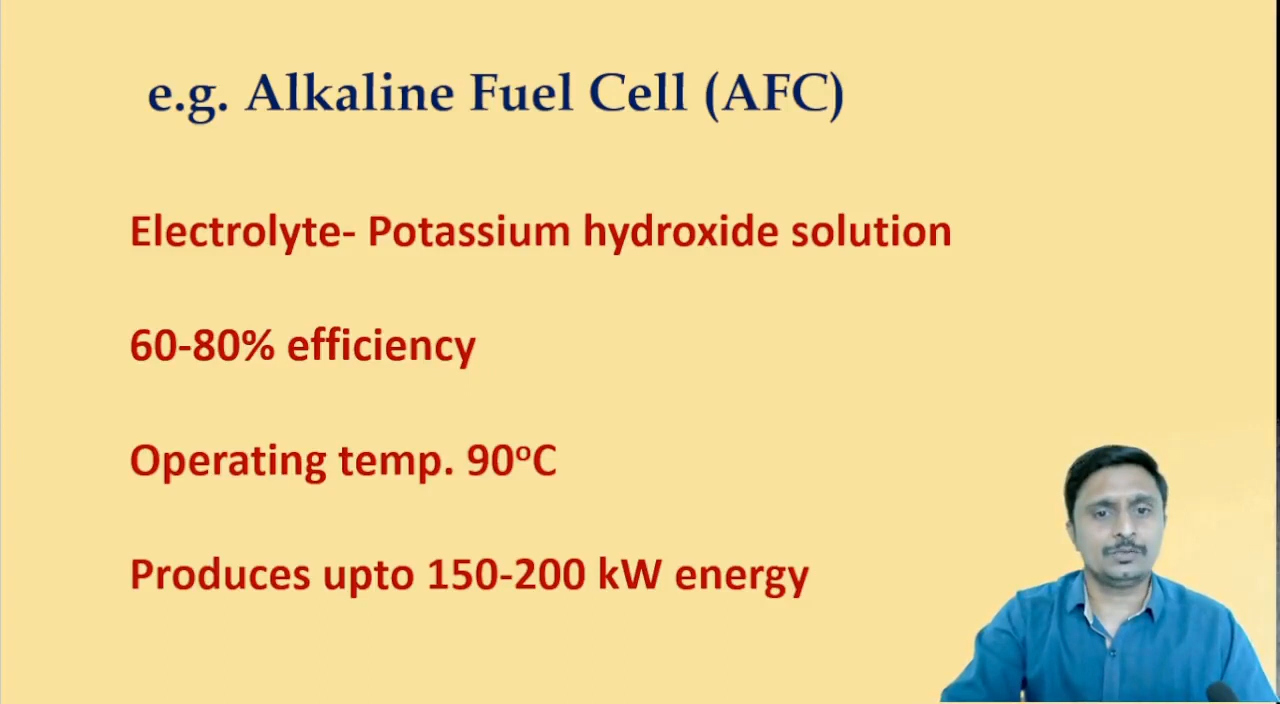 e.g. Alkaline Fuel Cell (AFC)
Electrolyte- Potassium hydroxide solution
60-80% efficiency
Operating temp. 90°C
Produces upto 150-200 kW energy